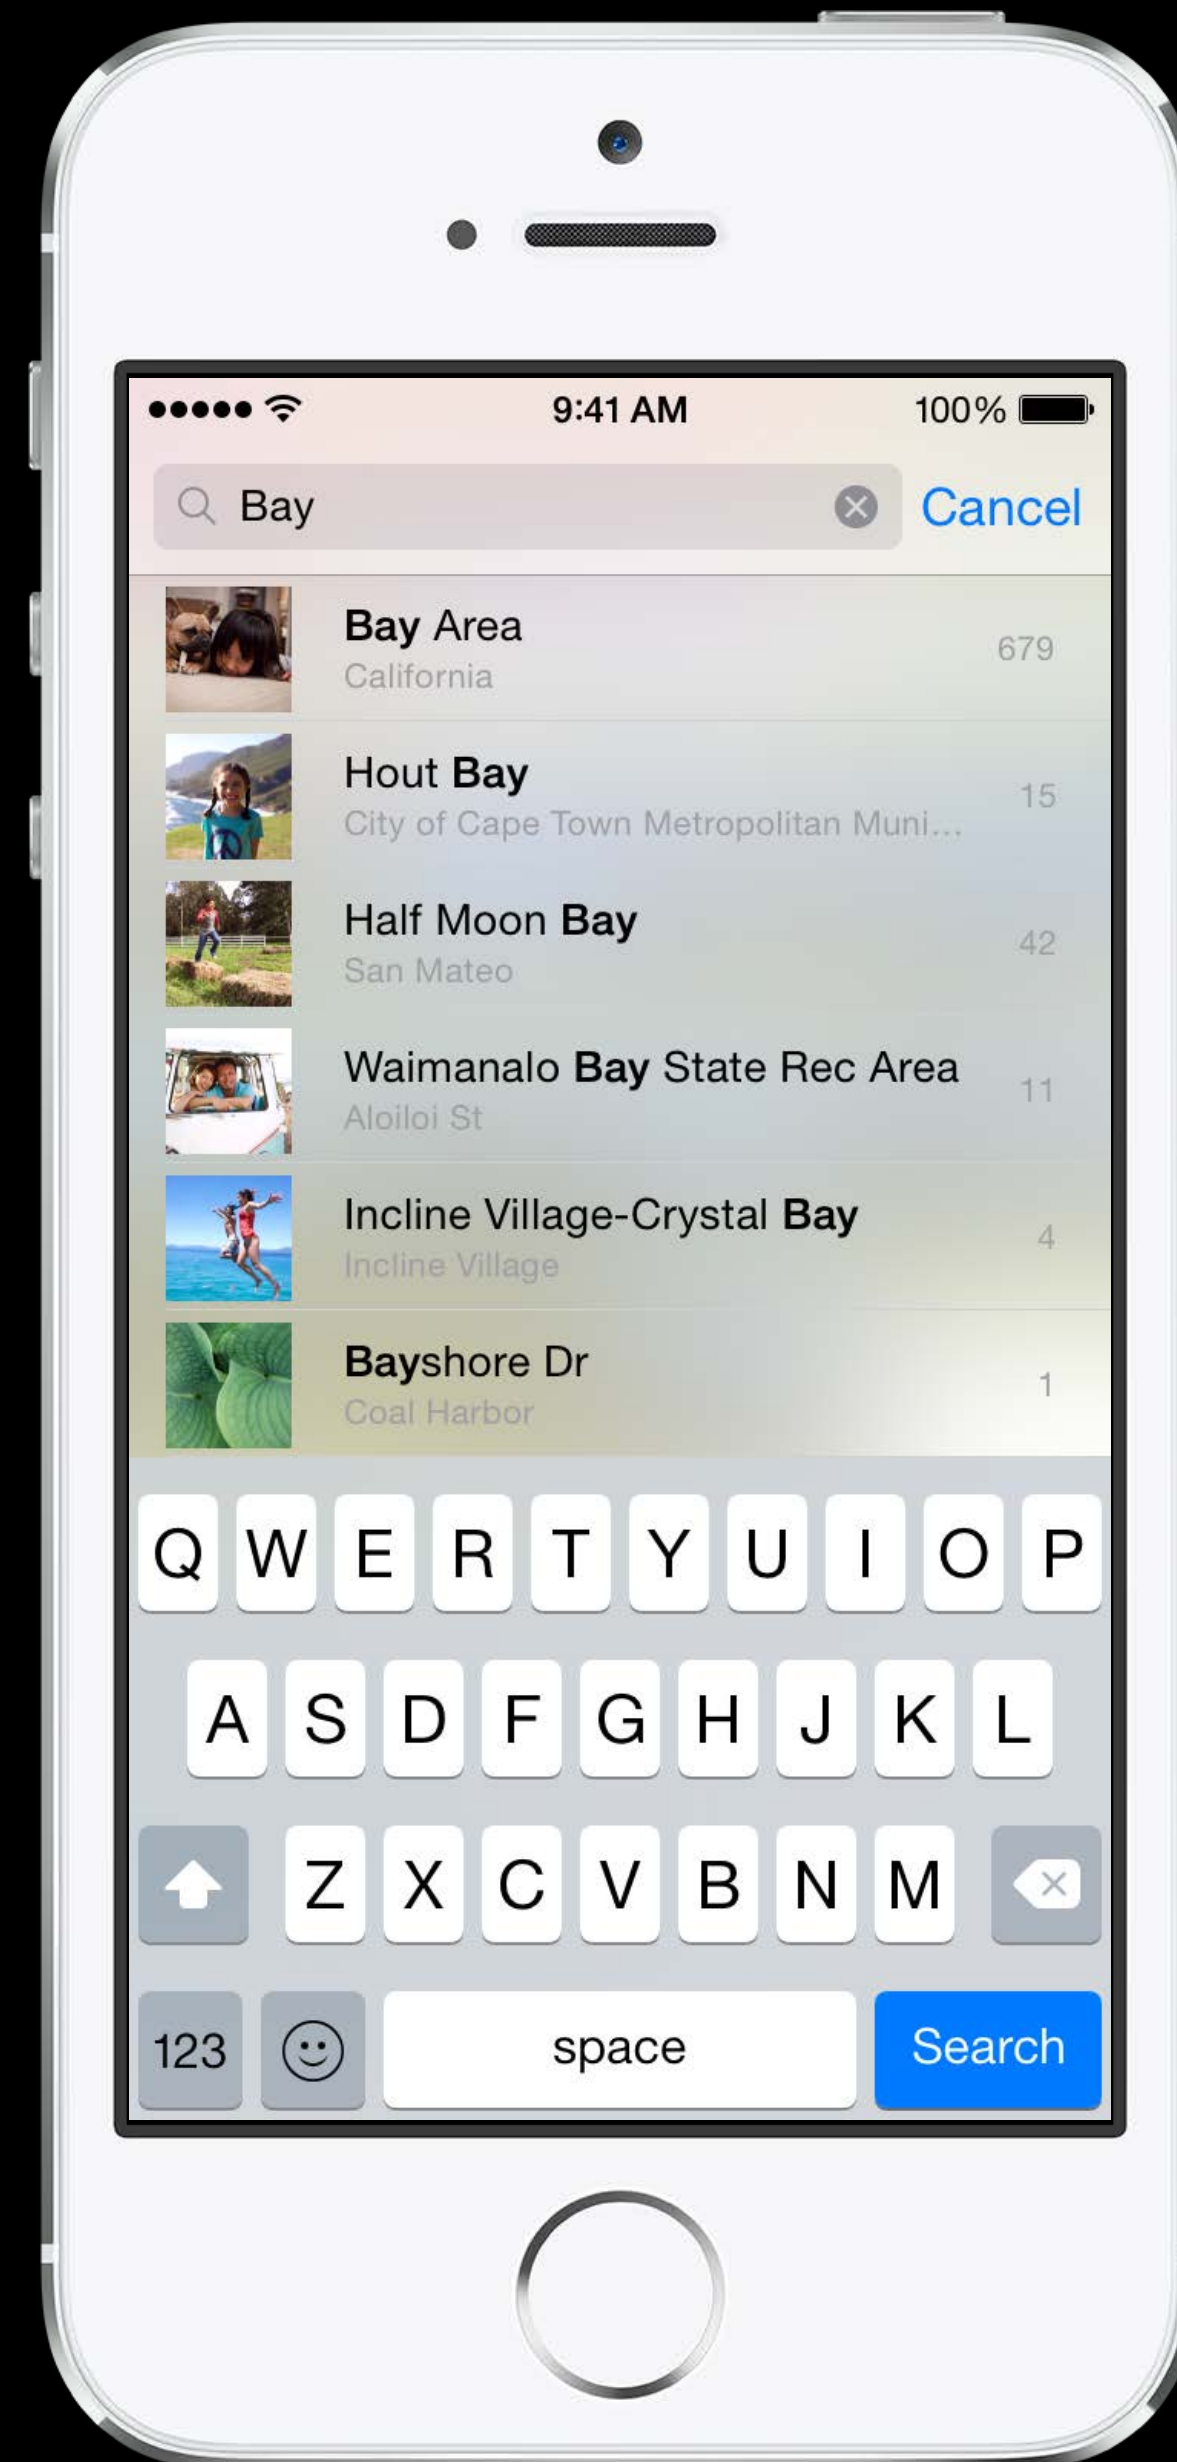 9:41 AM 100%
Bay Cancel
Bay Area
California
679
Hout Bay
City of Cape Town Metropolitan Muni...
15
Half Moon Bay
San Mateo
42
Waimanalo Bay State Rec Area
Aloiloi St
11
Incline Village-Crystal Bay
Incline Village
4
Bayshore Dr
Coal Harbor
1
Q W E R T Y U I O P
A S D F G H J K L
Z X C V B N M
123 space Search